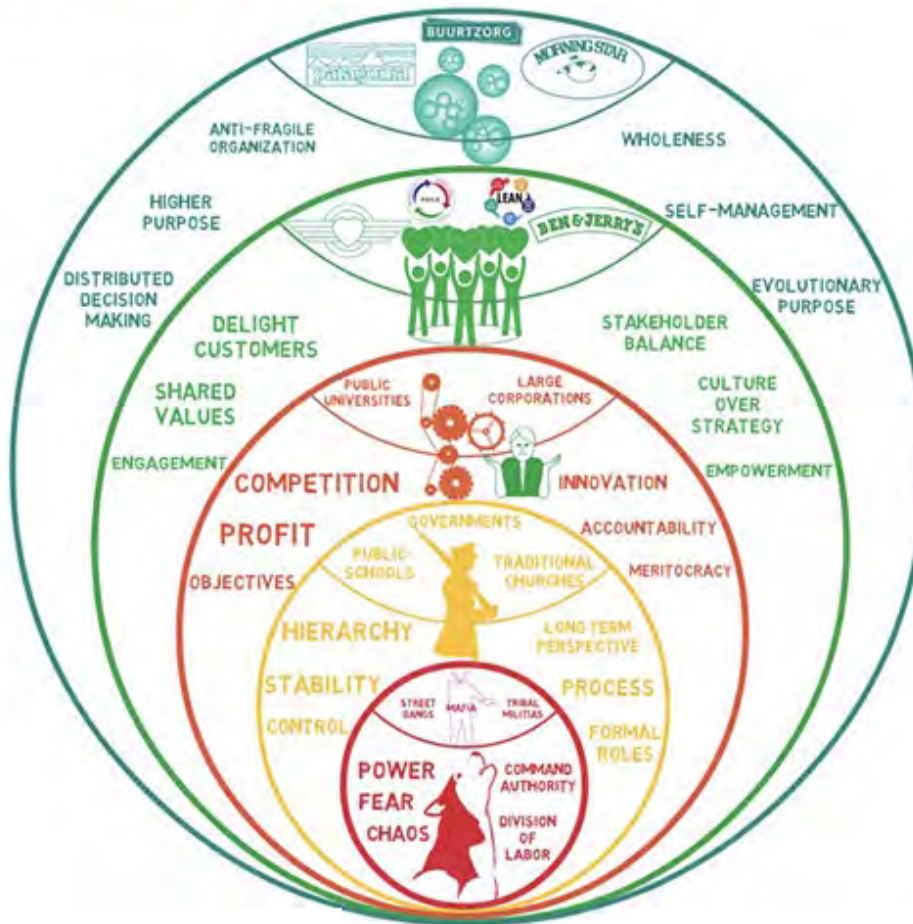 BUURTZORG
patagonia
MORNING STAR
ANTI-FRAGILE
ORGANIZATION
WHOLENESS
HIGHER
PURPOSE
SELF-MANAGEMENT
DISTRIBUTED
DECISION
MAKING
EVOLUTIONARY
PURPOSE
AGILE
LEAN
BEN & JERRY'S
DELIGHT
CUSTOMERS
STAKEHOLDER
BALANCE
SHARED
VALUES
CULTURE
OVER
STRATEGY
ENGAGEMENT
EMPOWERMENT
PUBLIC
UNIVERSITIES
LARGE
CORPORATIONS
COMPETITION
INNOVATION
PROFIT
ACCOUNTABILITY
OBJECTIVES
MERITOCRACY
GOVERNMENTS
PUBLIC-
SCHOOLS
TRADITIONAL
CHURCHES
HIERARCHY
LONG TERM
PERSPECTIVE
STABILITY
PROCESS
CONTROL
FORMAL
ROLES
STREET
GANGS
MAFIA
TRIBAL
MILITIAS
POWER
FEAR
CHAOS
COMMAND
AUTHORITY
DIVISION
OF
LABOR